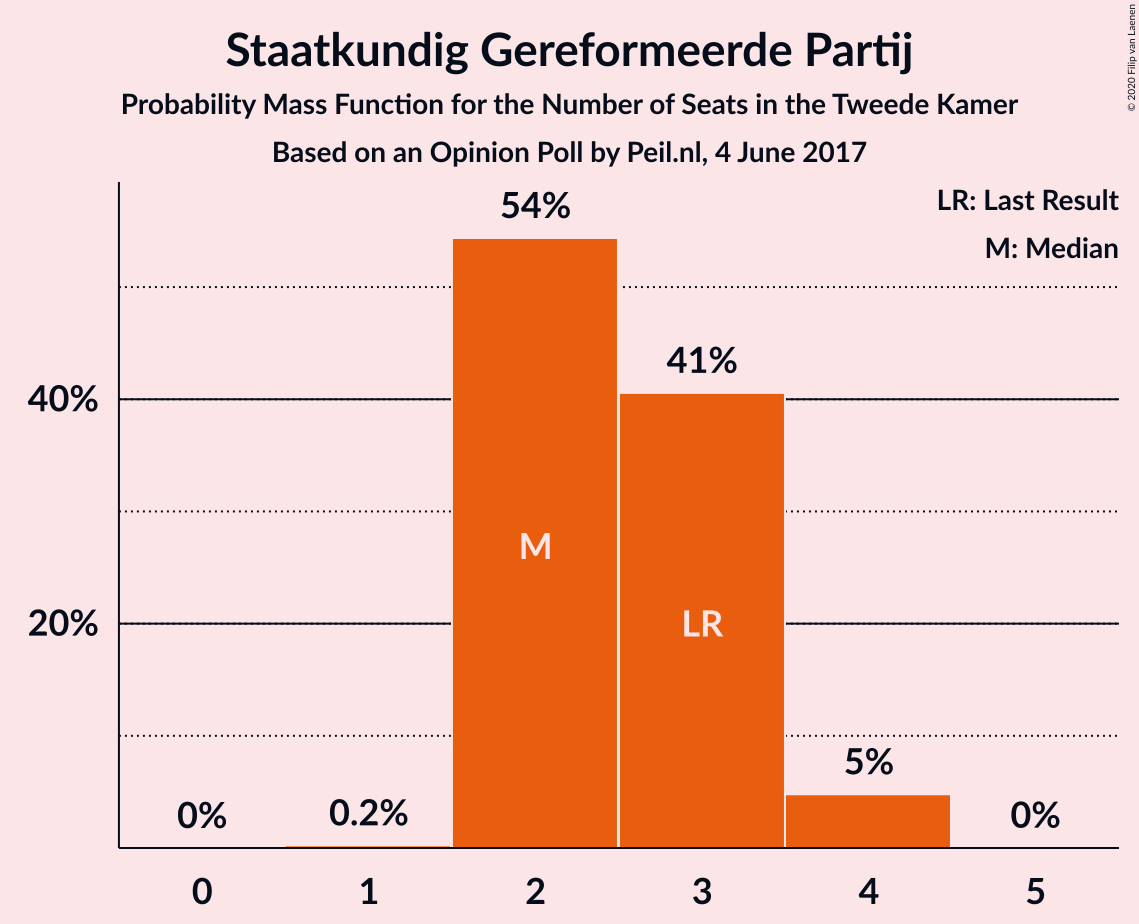 Staatkundig Gereformeerde Partij
Probability Mass Function for the Number of Seats in the Tweede Kamer
Based on an Opinion Poll by Peil.nl, 4 June 2017
© 2020 Filip van Laenen
LR: Last Result
M: Median
54%
41%
40%
M
20%
LR
5%
0%
0.2%
0%
0 1 2 3 4 5